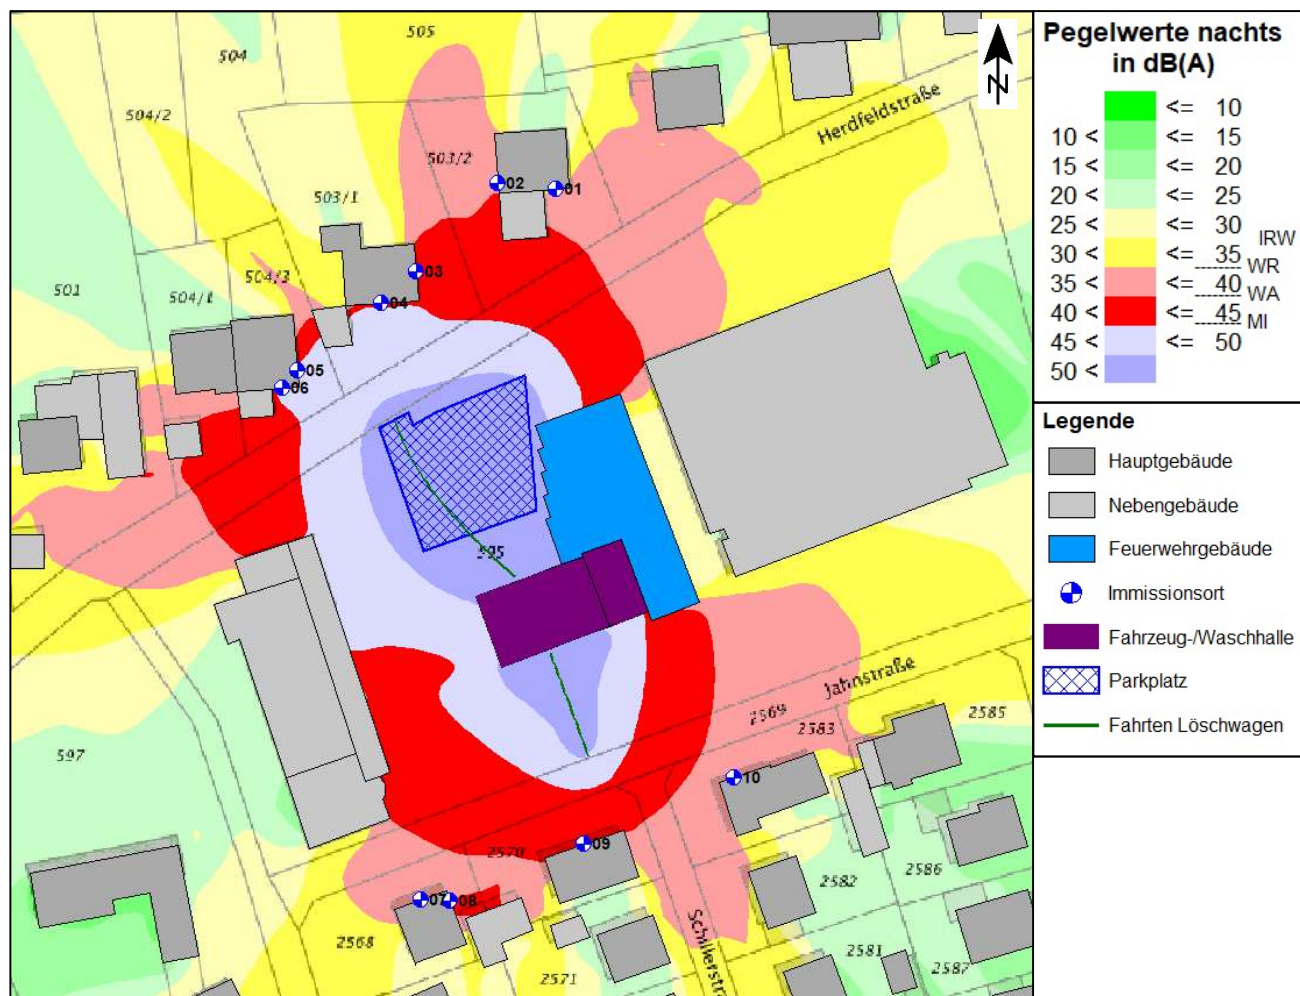 505
504
504/2
503/2
503/1
504/3
504/1
501
Herdfeldstraße
N
02
01
03
04
05
06
595
597
Jahnstraße
2569
2583
2585
10
09
2570
07
08
2568
2571
2582
2586
2581
2587
Schillerstr
Pegelwerte nachts
in dB(A)
<= 10
10 < <= 15
15 < <= 20
20 < <= 25
25 < <= 30
IRW
30 < <= 35
WR
35 < <= 40
WA
40 < <= 45
MI
45 < <= 50
50 <
Legende
Hauptgebäude
Nebengebäude
Feuerwehrgebäude
Immissionsort
Fahrzeug-/Waschhalle
Parkplatz
Fahrten Löschwagen